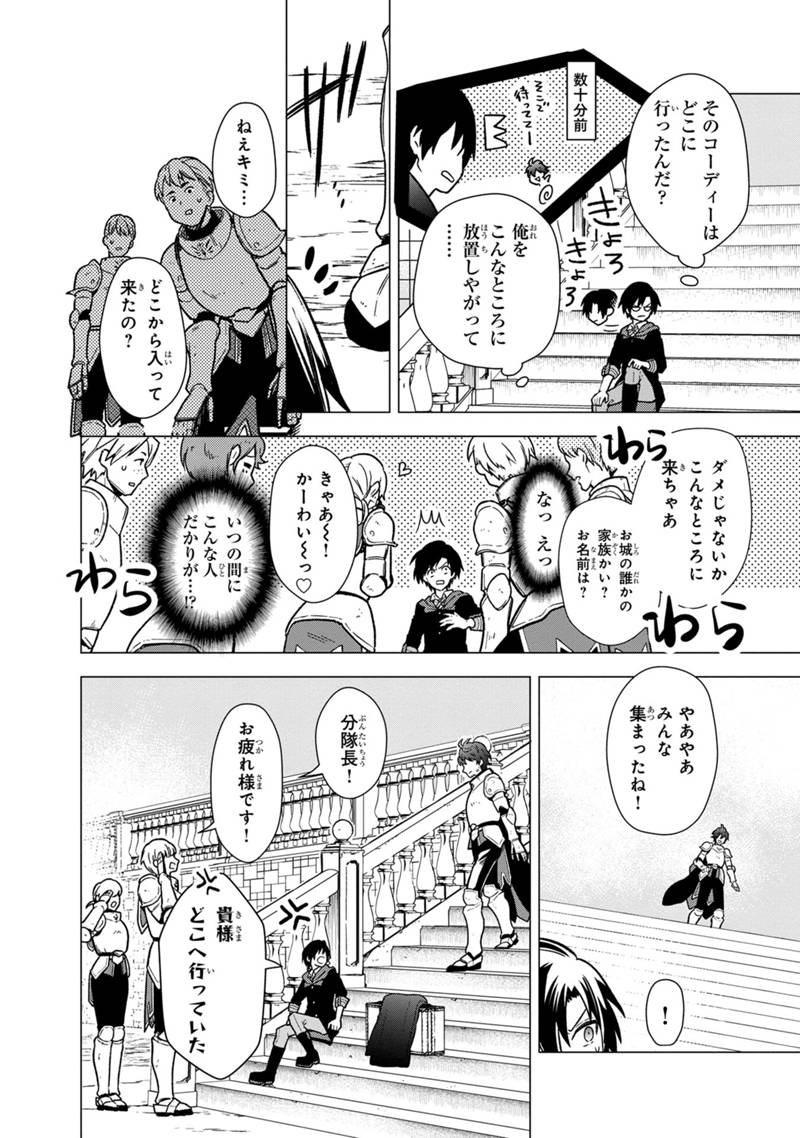 そのコーディーは
どこに
行ったんだ？
数十分前
そこで
待っててー
きょろ
きょろ
俺を
こんなところに
放置しやがって
……
ねえキミ…
どこから入って
来たの？
ダメじゃないか
こんなところに
来ちゃあ
お城の誰かの
家族かい？
お名前は？
わら
わら
なっ えっ
きゃあ〜！
かーわいい〜っ♡
いつの間に
こんな人
だかりが…!?
わら
やあやあ
みんな
集まったね！
！
分隊長！
お疲れ様です！
貴様
どこへ行っていた